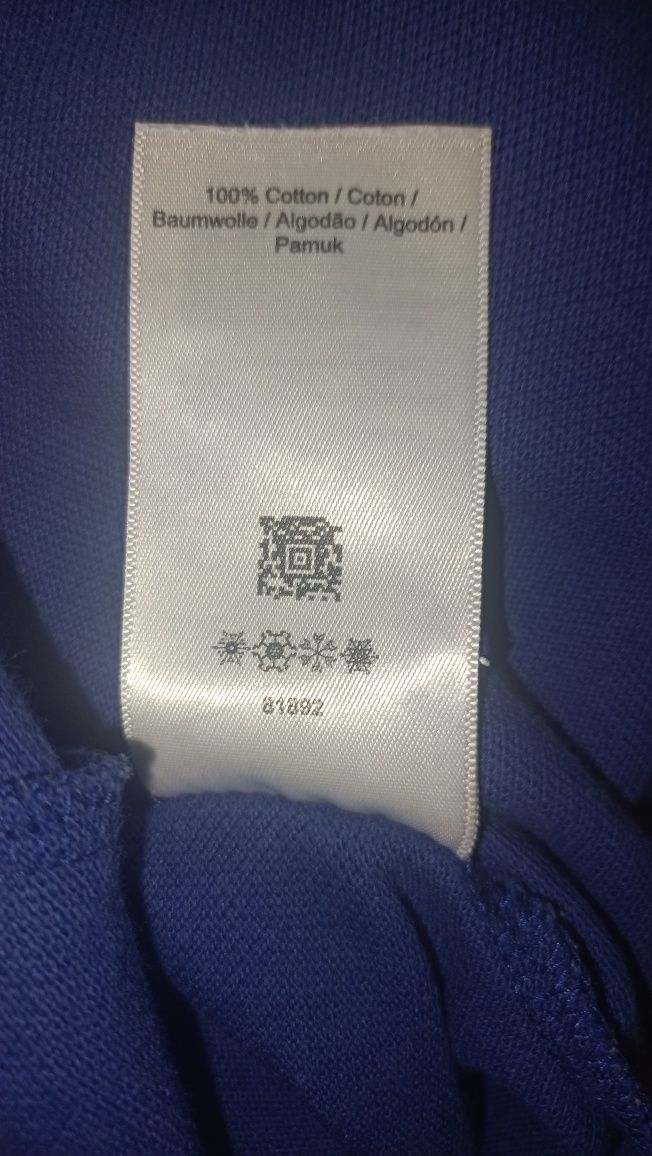 100% Cotton / Coton /
Baumwolle / Algodão / Algodón /
Pamuk
81892